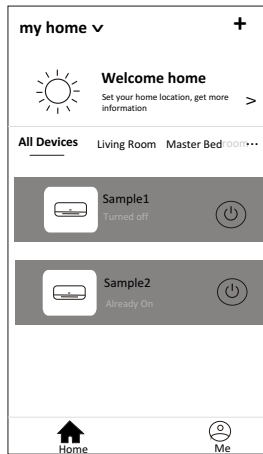 my home
Welcome home
Set your home location, get more
information
All Devices Living Room Master Bedroom
Sample1
Turned off
Sample2
Already On
Home Me